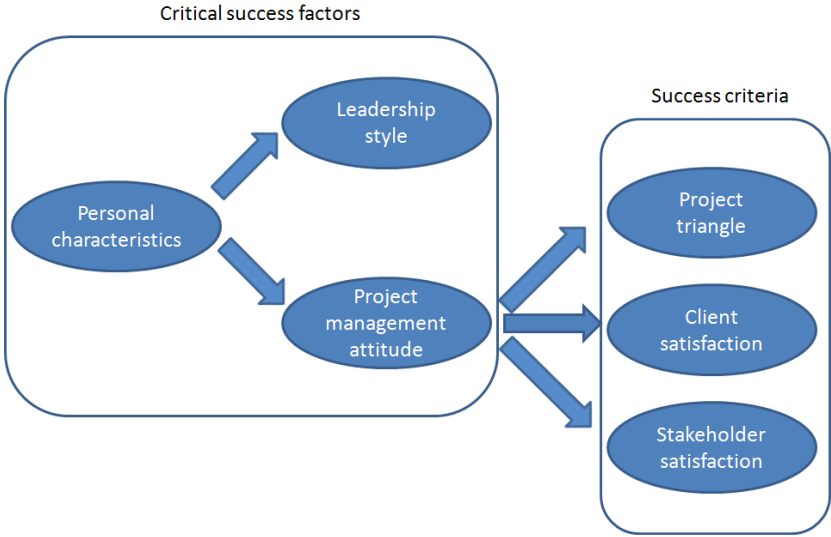 Critical success factors
Leadership
style
Personal
characteristics
Project
management
attitude
Success criteria
Project
triangle
Client
satisfaction
Stakeholder
satisfaction